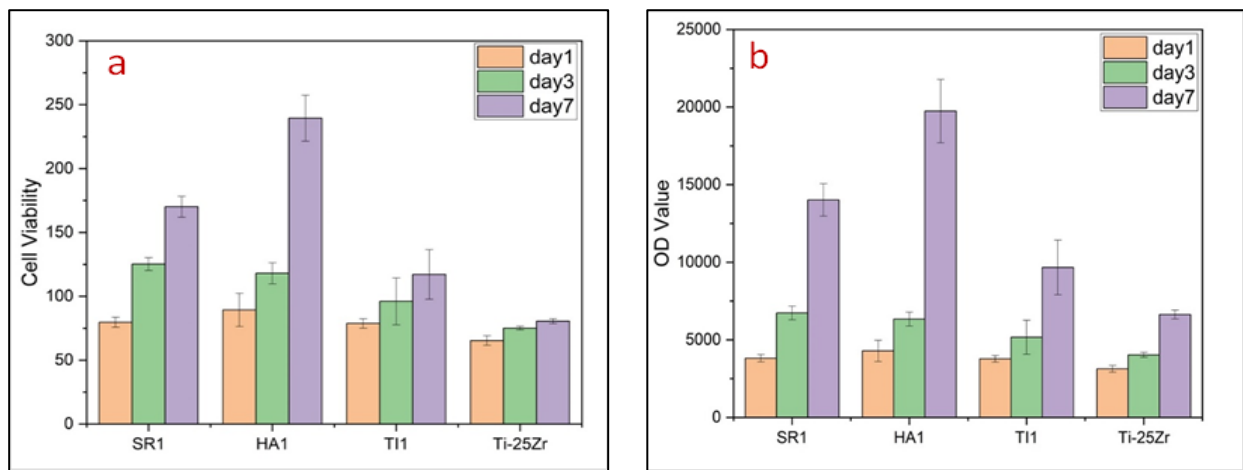 a
day1
day3
day7
300
250
200
150
100
50
0
Cell Viability
SR1 HA1 TI1 Ti-25Zr
b
day1
day3
day7
25000
20000
15000
10000
5000
0
OD Value
SR1 HA1 TI1 Ti-25Zr